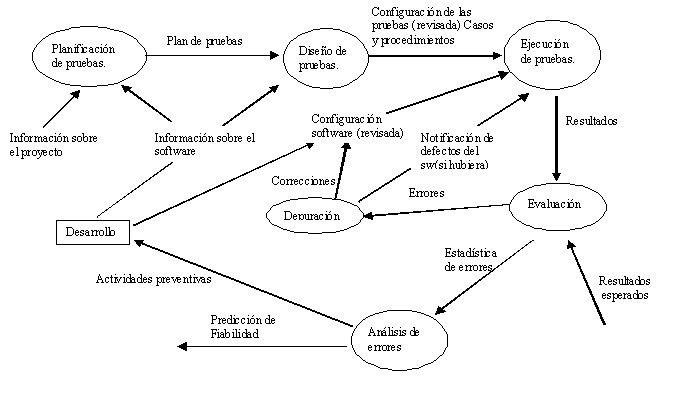 Configuración de las
pruebas (revisada) Casos
y procedimientos
Planificación
de pruebas.
Plan de pruebas
Diseño de
pruebas.
Ejecución
de pruebas.
Información sobre
el proyecto
Información sobre el
software
Configuración
software (revisada)
Notificación de
defectos del
sw(si hubiera)
Resultados
Correcciones
Errores
Depuración
Evaluación
Desarrollo
Estadística
de errores
Actividades preventivas
Resultados
esperados
Predicción de
Fiabilidad
Análisis de
errores